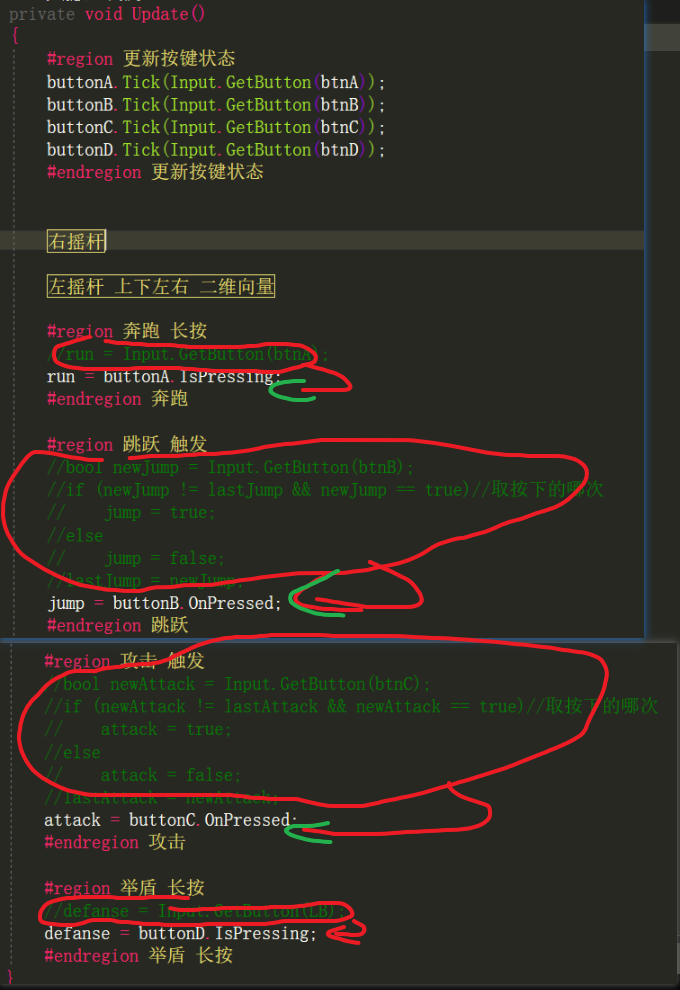 private void Update()
{
#region 更新按键状态
buttonA.Tick(Input.GetButton(btnA));
buttonB.Tick(Input.GetButton(btnB));
buttonC.Tick(Input.GetButton(btnC));
buttonD.Tick(Input.GetButton(btnD));
#endregion 更新按键状态
右摇杆
左摇杆 上下左右 二维向量
#region 奔跑 长按
//run = Input.GetButton(btnA);
run = buttonA.IsPressing;
#endregion 奔跑
#region 跳跃 触发
//bool newJump = Input.GetButton(btnB);
//if (newJump != lastJump && newJump == true)//取按下的哪次
//    jump = true;
//else
//    jump = false;
//lastJump = newJump;
jump = buttonB.OnPressed;
#endregion 跳跃
#region 攻击 触发
//bool newAttack = Input.GetButton(btnC);
//if (newAttack != lastAttack && newAttack == true)//取按下的哪次
//    attack = true;
//else
//    attack = false;
//lastAttack = newAttack;
attack = buttonC.OnPressed;
#endregion 攻击
#region 举盾 长按
//defanse = Input.GetButton(LB);
defanse = buttonD.IsPressing;
#endregion 举盾 长按
}